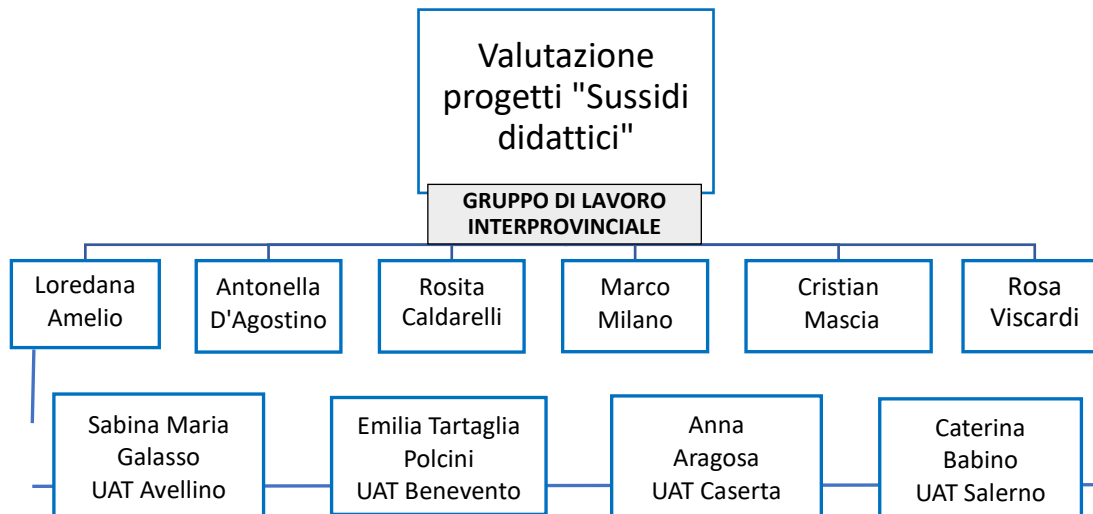 Valutazione
progetti "Sussidi
didattici"
GRUPPO DI LAVORO
INTERPROVINCIALE
Loredana
Amelio
Antonella
D'Agostino
Rosita
Caldarelli
Marco
Milano
Cristian
Mascia
Rosa
Viscardi
Sabina Maria
Galasso
UAT Avellino
Emilia Tartaglia
Polcini
UAT Benevento
Anna
Aragosa
UAT Caserta
Caterina
Babino
UAT Salerno